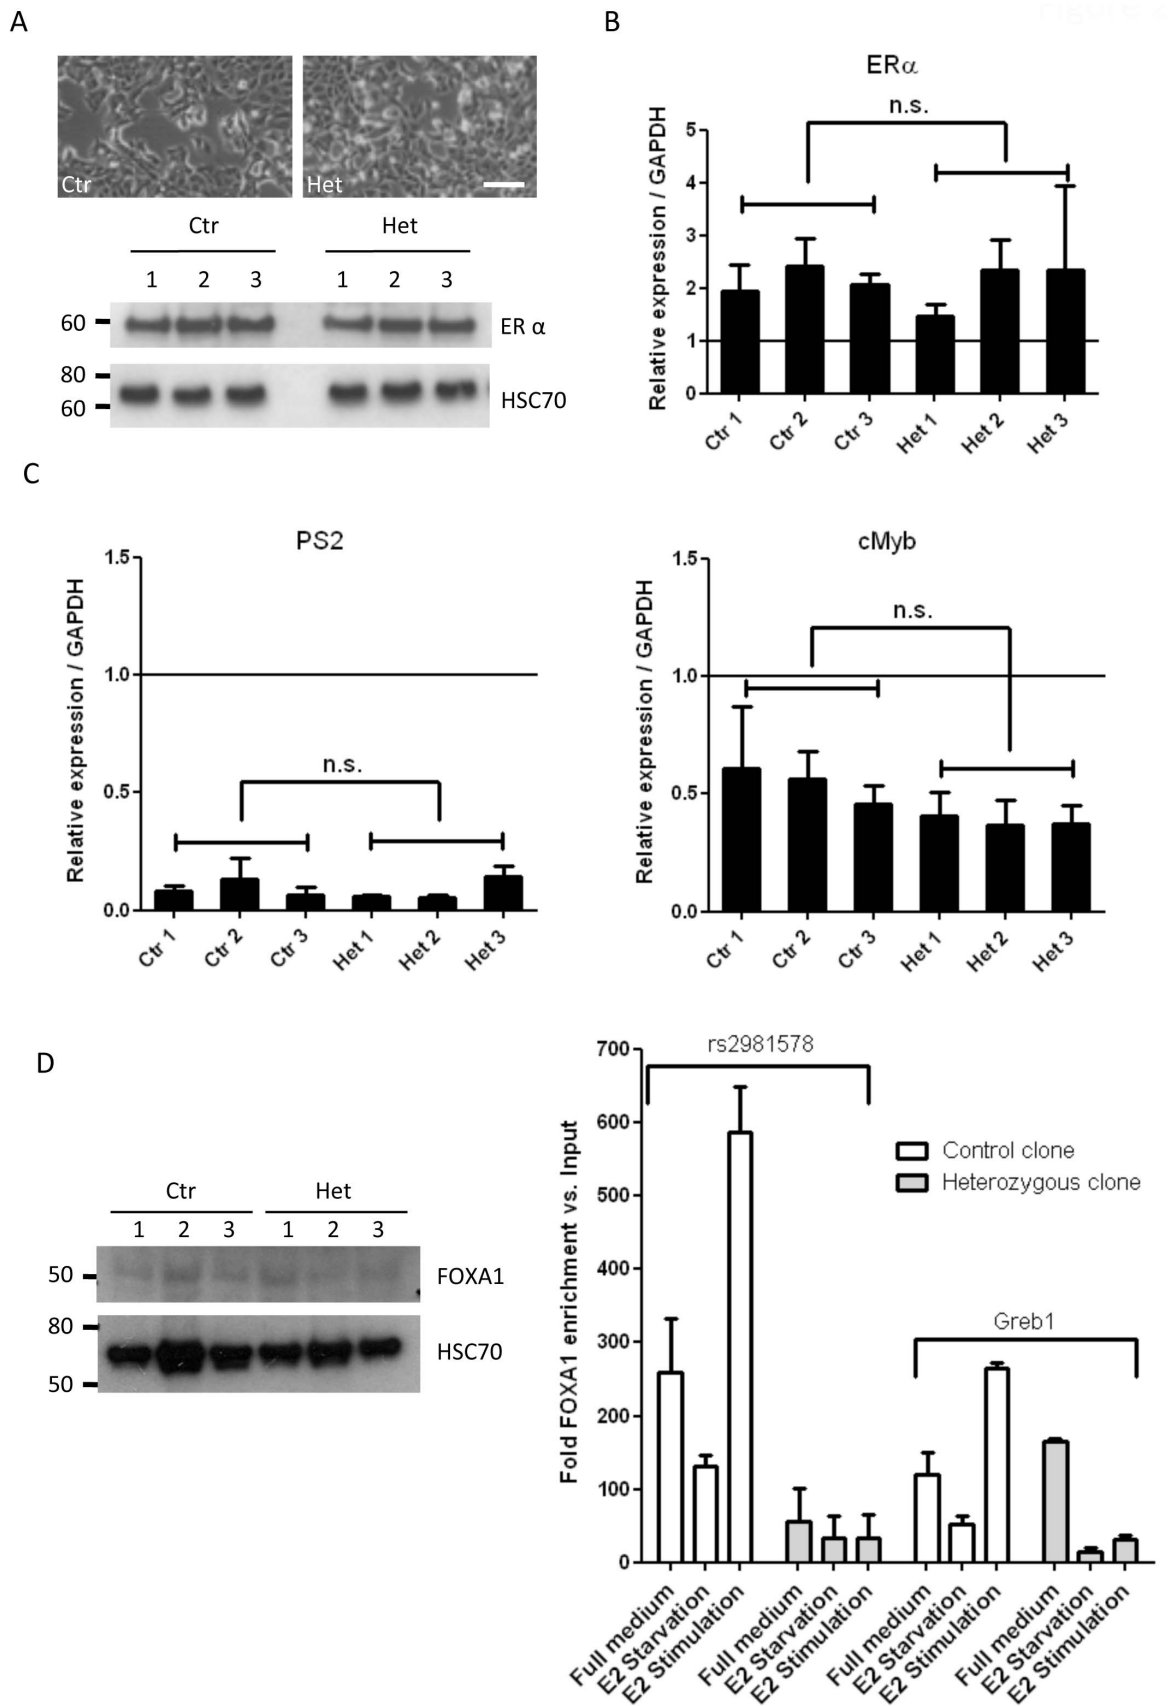 Figure 2
A
Ctr
Het
Ctr
Het
1 2 3 1 2 3
60
ER α
80
60
HSC70
B
ERα
n.s.
Relative expression / GAPDH
5
4
3
2
1
0
Ctr 1 Ctr 2 Ctr 3 Het 1 Het 2 Het 3
C
PS2
n.s.
Relative expression / GAPDH
1.5
1.0
0.5
0.0
Ctr 1 Ctr 2 Ctr 3 Het 1 Het 2 Het 3
cMyb
n.s.
Relative expression / GAPDH
1.5
1.0
0.5
0.0
Ctr 1 Ctr 2 Ctr 3 Het 1 Het 2 Het 3
D
Ctr Het
1 2 3 1 2 3
50
FOXA1
80
50
HSC70
rs2981578
Greb1
Control clone
Heterozygous clone
Fold FOXA1 enrichment vs. Input
700
600
500
400
300
200
100
0
Full medium
E2 Starvation
E2 Stimulation
Full medium
E2 Starvation
E2 Stimulation
Full medium
E2 Starvation
E2 Stimulation
Full medium
E2 Starvation
E2 Stimulation